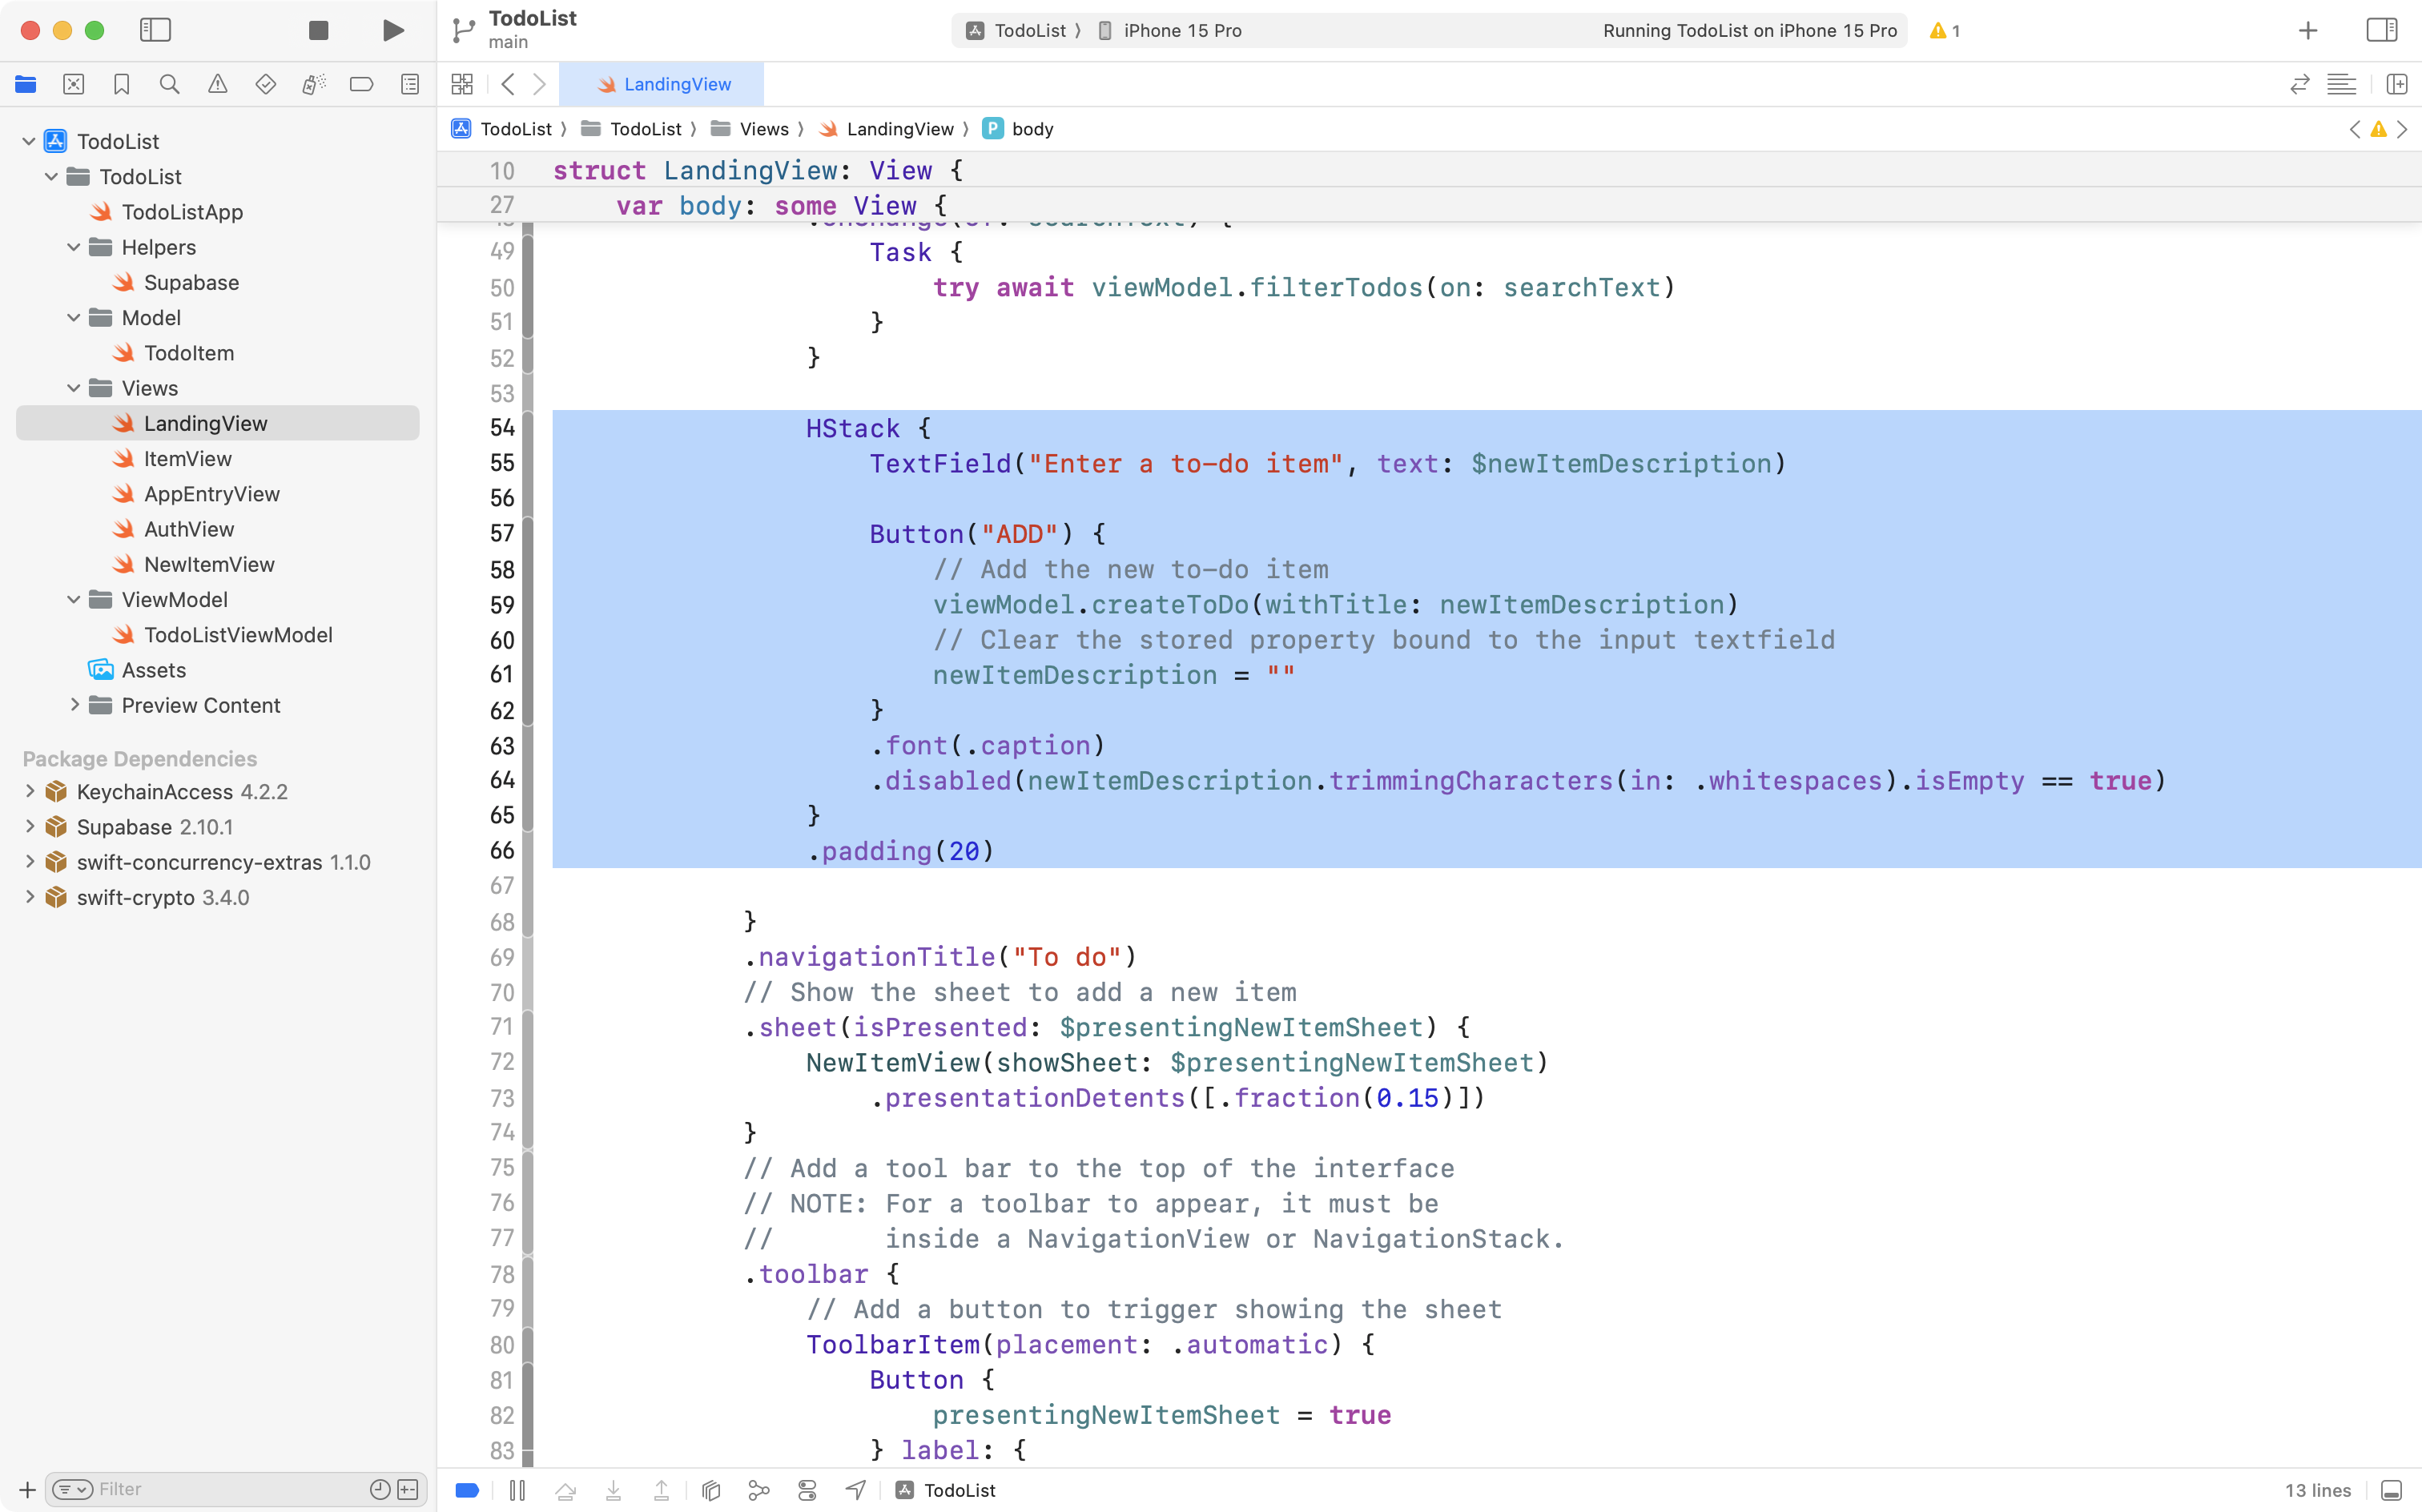 TodoList
main
TodoList 〉 iPhone 15 Pro
Running TodoList on iPhone 15 Pro
1
LandingView
TodoList 〉 TodoList 〉 Views 〉 LandingView 〉 P body
TodoList
TodoList
TodoListApp
Helpers
Supabase
Model
TodoItem
Views
LandingView
ItemView
AppEntryView
AuthView
NewItemView
ViewModel
TodoListViewModel
Assets
Preview Content
Package Dependencies
KeychainAccess 4.2.2
Supabase 2.10.1
swift-concurrency-extras 1.1.0
swift-crypto 3.4.0
Filter
10 struct LandingView: View {
27 var body: some View {
49 Task {
50 try await viewModel.filterTodos(on: searchText)
51 }
52 }
53
54 HStack {
55 TextField("Enter a to-do item", text: $newItemDescription)
56
57 Button("ADD") {
58 // Add the new to-do item
59 viewModel.createToDo(withTitle: newItemDescription)
60 // Clear the stored property bound to the input textfield
61 newItemDescription = ""
62 }
63 .font(.caption)
64 .disabled(newItemDescription.trimmingCharacters(in: .whitespaces).isEmpty == true)
65 }
66 .padding(20)
67
68 }
69 .navigationTitle("To do")
70 // Show the sheet to add a new item
71 .sheet(isPresented: $presentingNewItemSheet) {
72 NewItemView(showSheet: $presentingNewItemSheet)
73 .presentationDetents([.fraction(0.15)])
74 }
75 // Add a tool bar to the top of the interface
76 // NOTE: For a toolbar to appear, it must be
77 // inside a NavigationView or NavigationStack.
78 .toolbar {
79 // Add a button to trigger showing the sheet
80 ToolbarItem(placement: .automatic) {
81 Button {
82 presentingNewItemSheet = true
83 } label: {
TodoList
13 lines